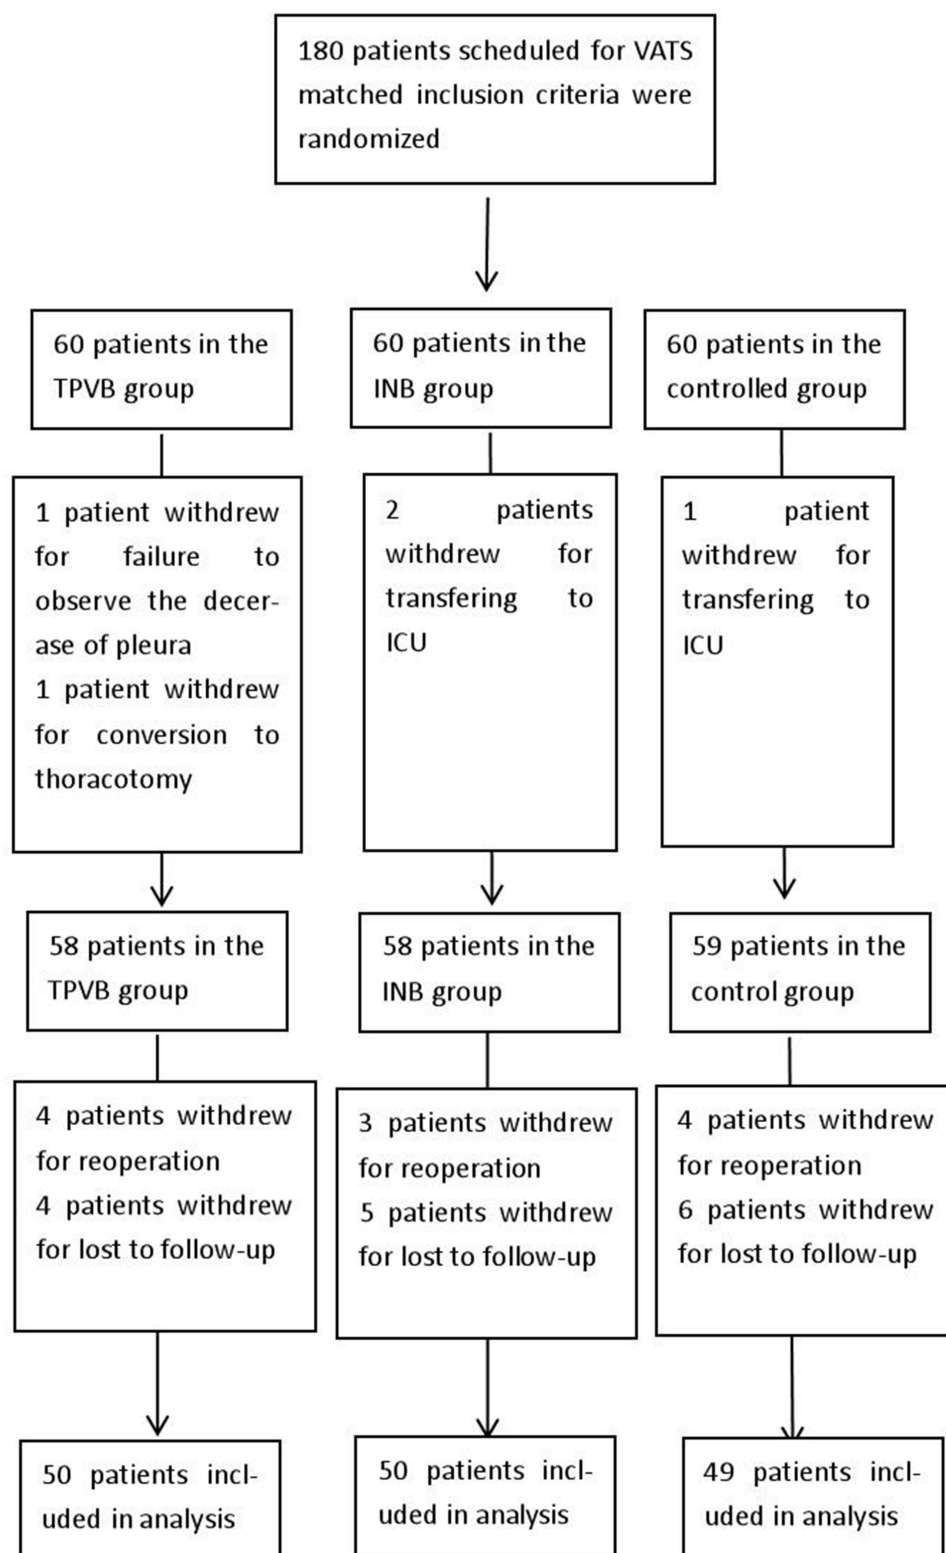 180 patients scheduled for VATS
matched inclusion criteria were
randomized
60 patients in the
TPVB group
60 patients in the
INB group
60 patients in the
controlled group
1 patient withdrew
for failure to
observe the decer-
ase of pleura
1 patient withdrew
for conversion to
thoracotomy
2 patients
withdrew for
transfering to
ICU
1 patient
withdrew for
transfering to
ICU
58 patients in the
TPVB group
58 patients in the
INB group
59 patients in the
control group
4 patients withdrew
for reoperation
4 patients withdrew
for lost to follow-up
3 patients withdrew
for reoperation
5 patients withdrew
for lost to follow-up
4 patients withdrew
for reoperation
6 patients withdrew
for lost to follow-up
50 patients incl-
uded in analysis
50 patients incl-
uded in analysis
49 patients incl-
uded in analysis